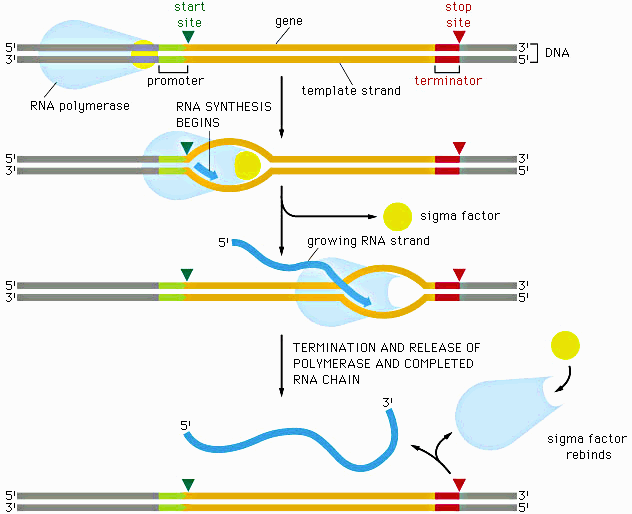 start
site
stop
site
gene
5'
3'
3'
5'
DNA
promoter
terminator
template strand
RNA polymerase
RNA SYNTHESIS
BEGINS
5'
3'
3'
5'
sigma factor
5'
growing RNA strand
5'
3'
3'
5'
TERMINATION AND RELEASE OF
POLYMERASE AND COMPLETED
RNA CHAIN
3'
5'
sigma factor
rebinds
5'
3'
3'
5'